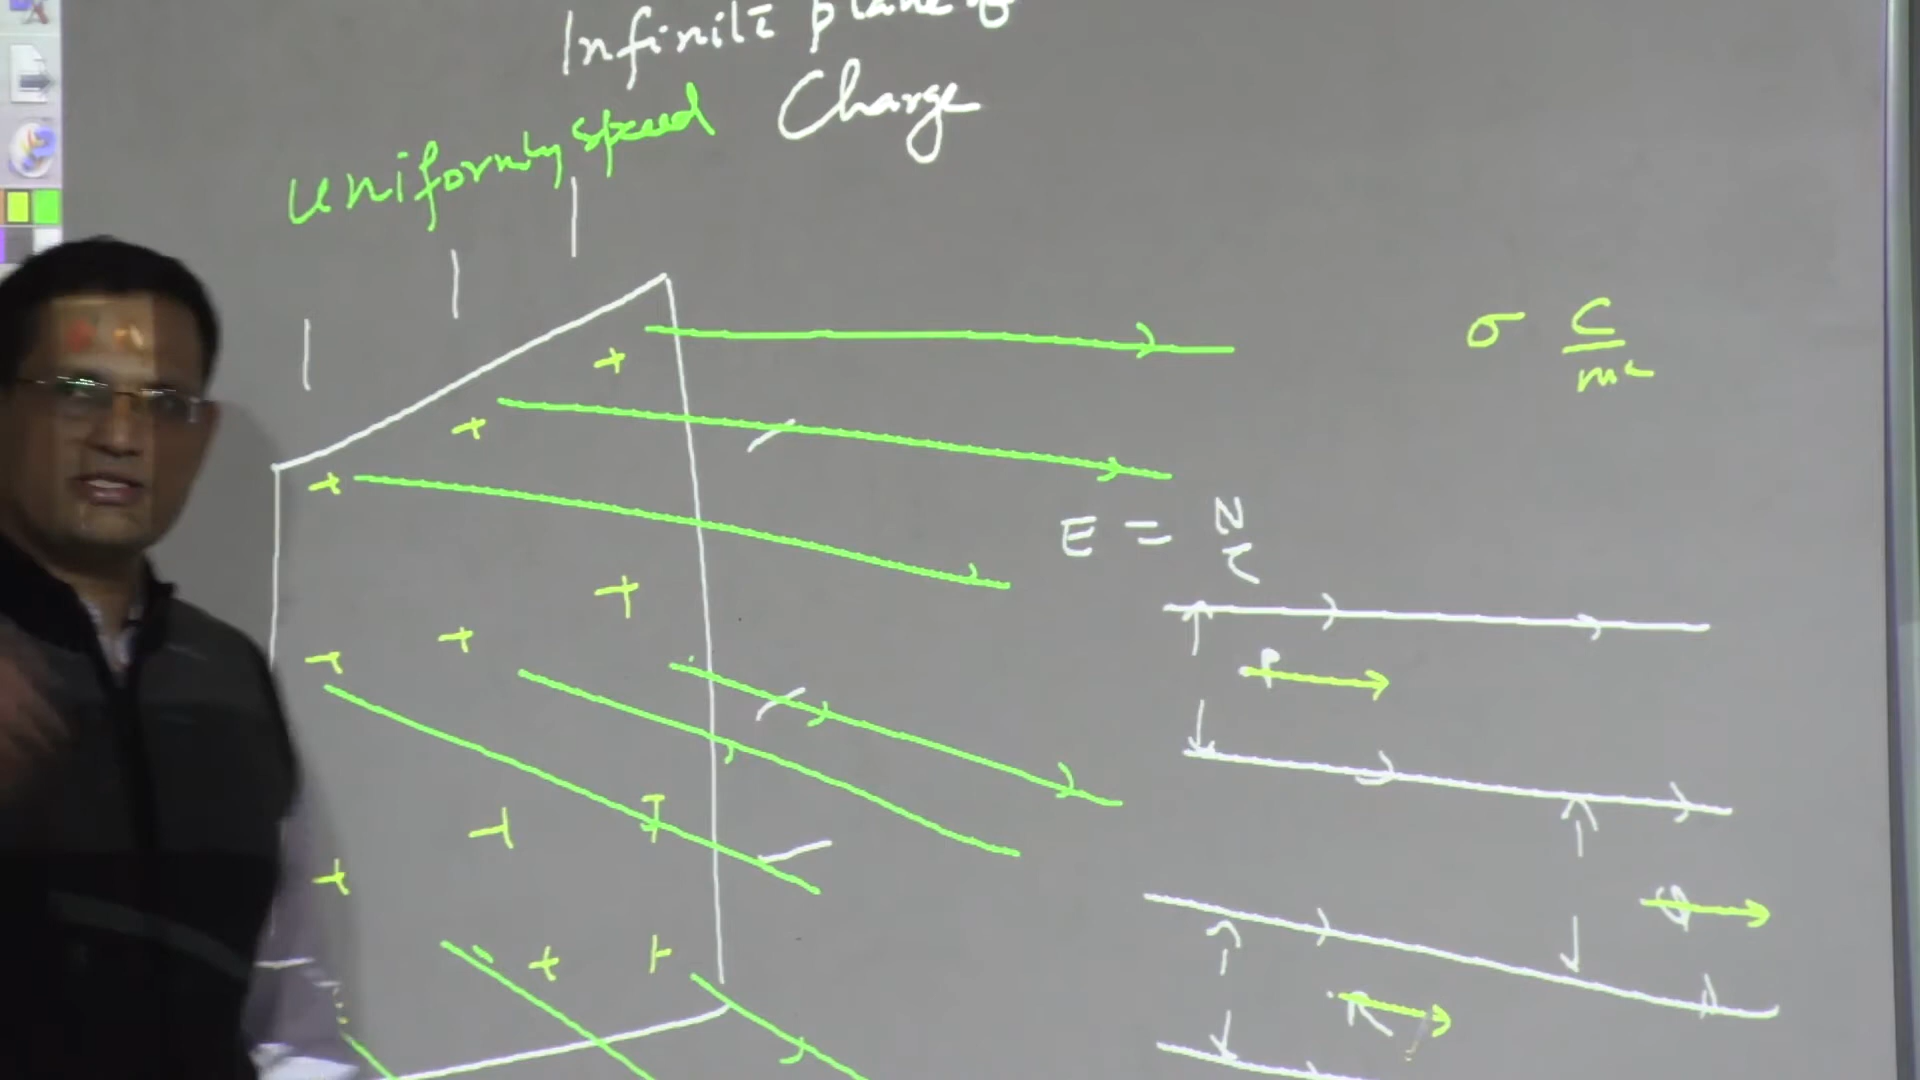 Infinite plane of
uniformly spread Charge
σ C/m²
+
+
+
E = N/C
+
+
+
P
+
+
+
Q
+
+
R